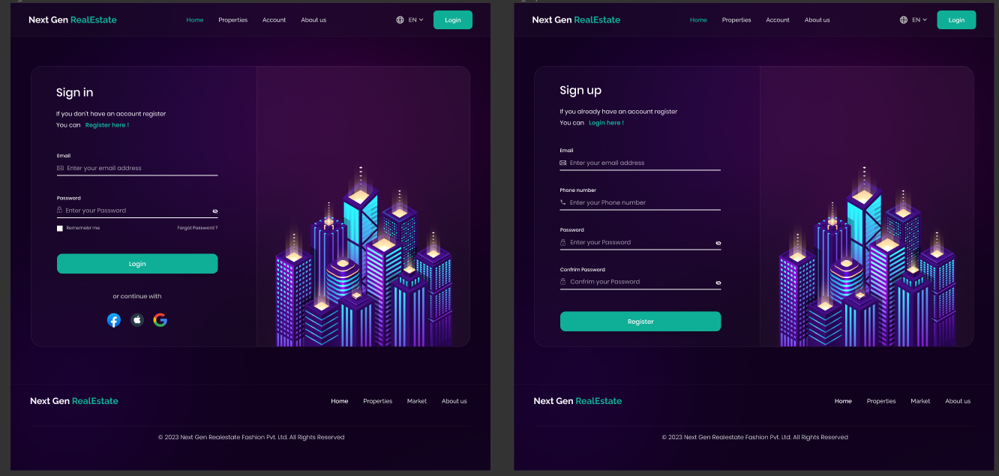 Next Gen RealEstate
Home Properties Account About us
EN
Login
Sign in
If you don't have an account register
You can Register here !
Email
Enter your email address
Password
Enter your Password
Rememebr me
Forgot Password ?
Login
or continue with
Next Gen RealEstate
Home Properties Market About us
© 2023 Next Gen Realestate Fashion Pvt. Ltd. All Rights Reserved
Next Gen RealEstate
Home Properties Account About us
EN
Login
Sign up
If you already have an account register
You can Login here !
Email
Enter your email address
Phone number
Enter your Phone number
Password
Enter your Password
Confrim Password
Confrim your Password
Register
Next Gen RealEstate
Home Properties Market About us
© 2023 Next Gen Realestate Fashion Pvt. Ltd. All Rights Reserved